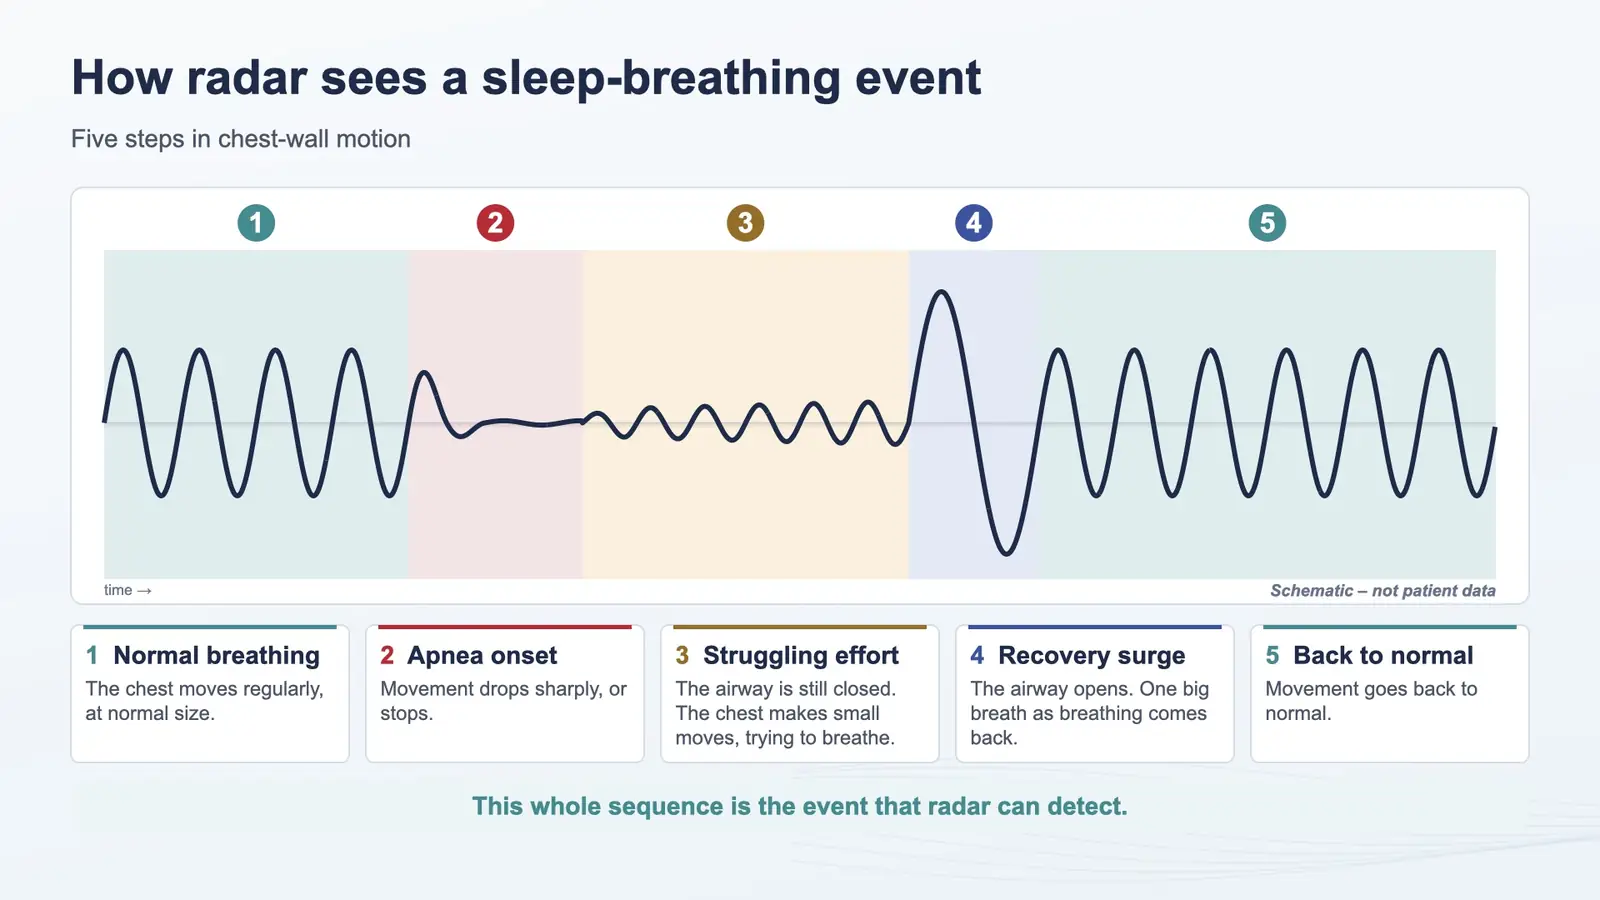 How radar sees a sleep-breathing event
Five steps in chest-wall motion
1
2
3
4
5
time →
Schematic – not patient data
1 Normal breathing
The chest moves regularly,
at normal size.
2 Apnea onset
Movement drops sharply, or
stops.
3 Struggling effort
The airway is still closed.
The chest makes small
moves, trying to breathe.
4 Recovery surge
The airway opens. One big
breath as breathing comes
back.
5 Back to normal
Movement goes back to
normal.
This whole sequence is the event that radar can detect.